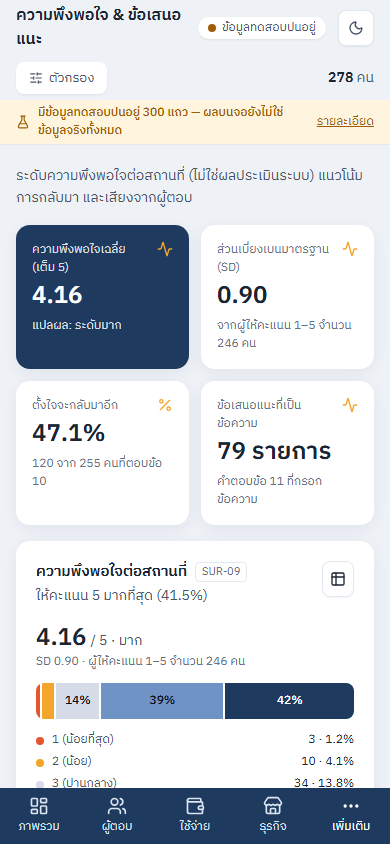 ความพึงพอใจ & ข้อเสนอ
แนะ
ข้อมูลทดสอบปนอยู่
ตัวกรอง
278 คน
มีข้อมูลทดสอบปนอยู่ 300 แถว — ผลบนจอยังไม่ใช่
ข้อมูลจริงทั้งหมด
รายละเอียด
ระดับความพึงพอใจต่อสถานที่ (ไม่ใช่ผลประเมินระบบ) แนวโน้ม
การกลับมา และเสียงจากผู้ตอบ
ความพึงพอใจเฉลี่ย
(เต็ม 5)
4.16
แปลผล: ระดับมาก
ส่วนเบี่ยงเบนมาตรฐาน
(SD)
0.90
จากผู้ให้คะแนน 1–5 จำนวน
246 คน
ตั้งใจจะกลับมาอีก
47.1%
120 จาก 255 คนที่ตอบข้อ
10
ข้อเสนอแนะที่เป็น
ข้อความ
79 รายการ
คำตอบข้อ 11 ที่กรอก
ข้อความ
ความพึงพอใจต่อสถานที่ SUR-09
ให้คะแนน 5 มากที่สุด (41.5%)
4.16 / 5 · มาก
SD 0.90 · ผู้ให้คะแนน 1–5 จำนวน 246 คน
14% 39% 42%
1 (น้อยที่สุด) 3 · 1.2%
2 (น้อย) 10 · 4.1%
3 (ปานกลาง) 34 · 13.8%
ภาพรวม ผู้ตอบ ใช้จ่าย ธุรกิจ เพิ่มเติม